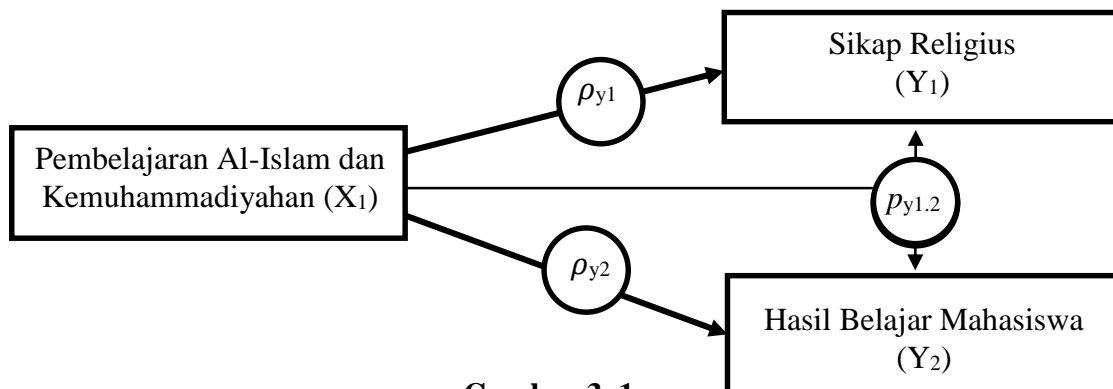 Sikap Religius
(Y₁)
ρy1
Pembelajaran Al-Islam dan
Kemuhammadiyahan (X₁)
py1.2
ρy2
Hasil Belajar Mahasiswa
(Y₂)